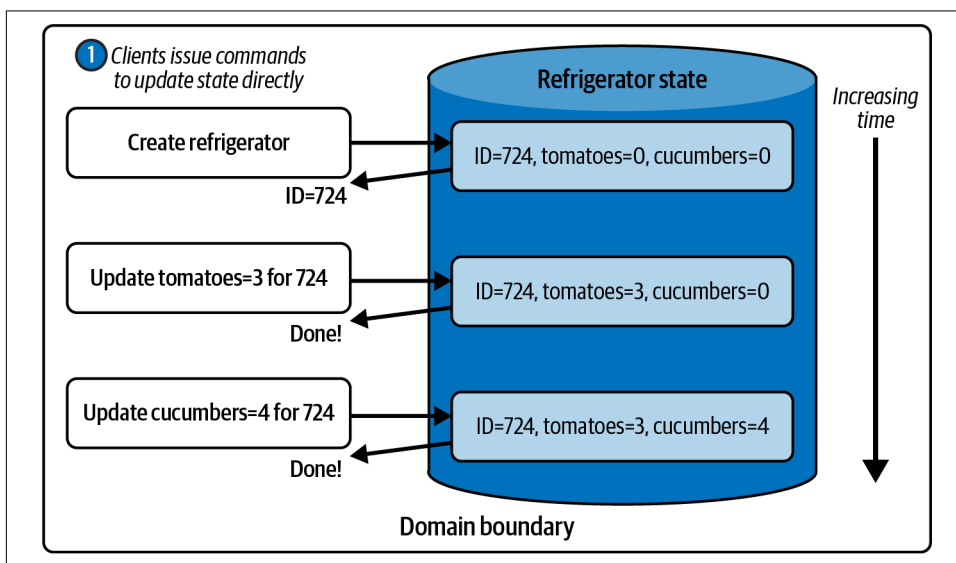 1 Clients issue commands
to update state directly
Refrigerator state
Increasing
time
Create refrigerator
ID=724, tomatoes=0, cucumbers=0
ID=724
Update tomatoes=3 for 724
ID=724, tomatoes=3, cucumbers=0
Done!
Update cucumbers=4 for 724
ID=724, tomatoes=3, cucumbers=4
Done!
Domain boundary